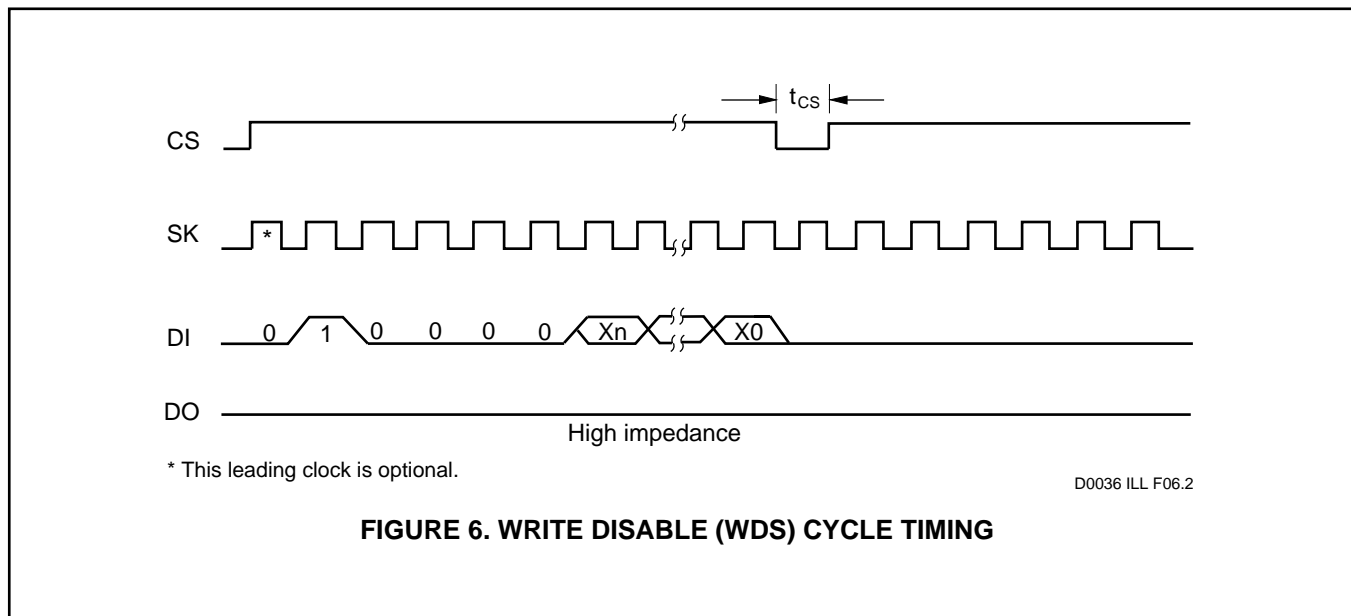 tCS
CS
SK *
DI 0 1 0 0 0 0 Xn X0
DO
High impedance
* This leading clock is optional.
D0036 ILL F06.2
FIGURE 6. WRITE DISABLE (WDS) CYCLE TIMING